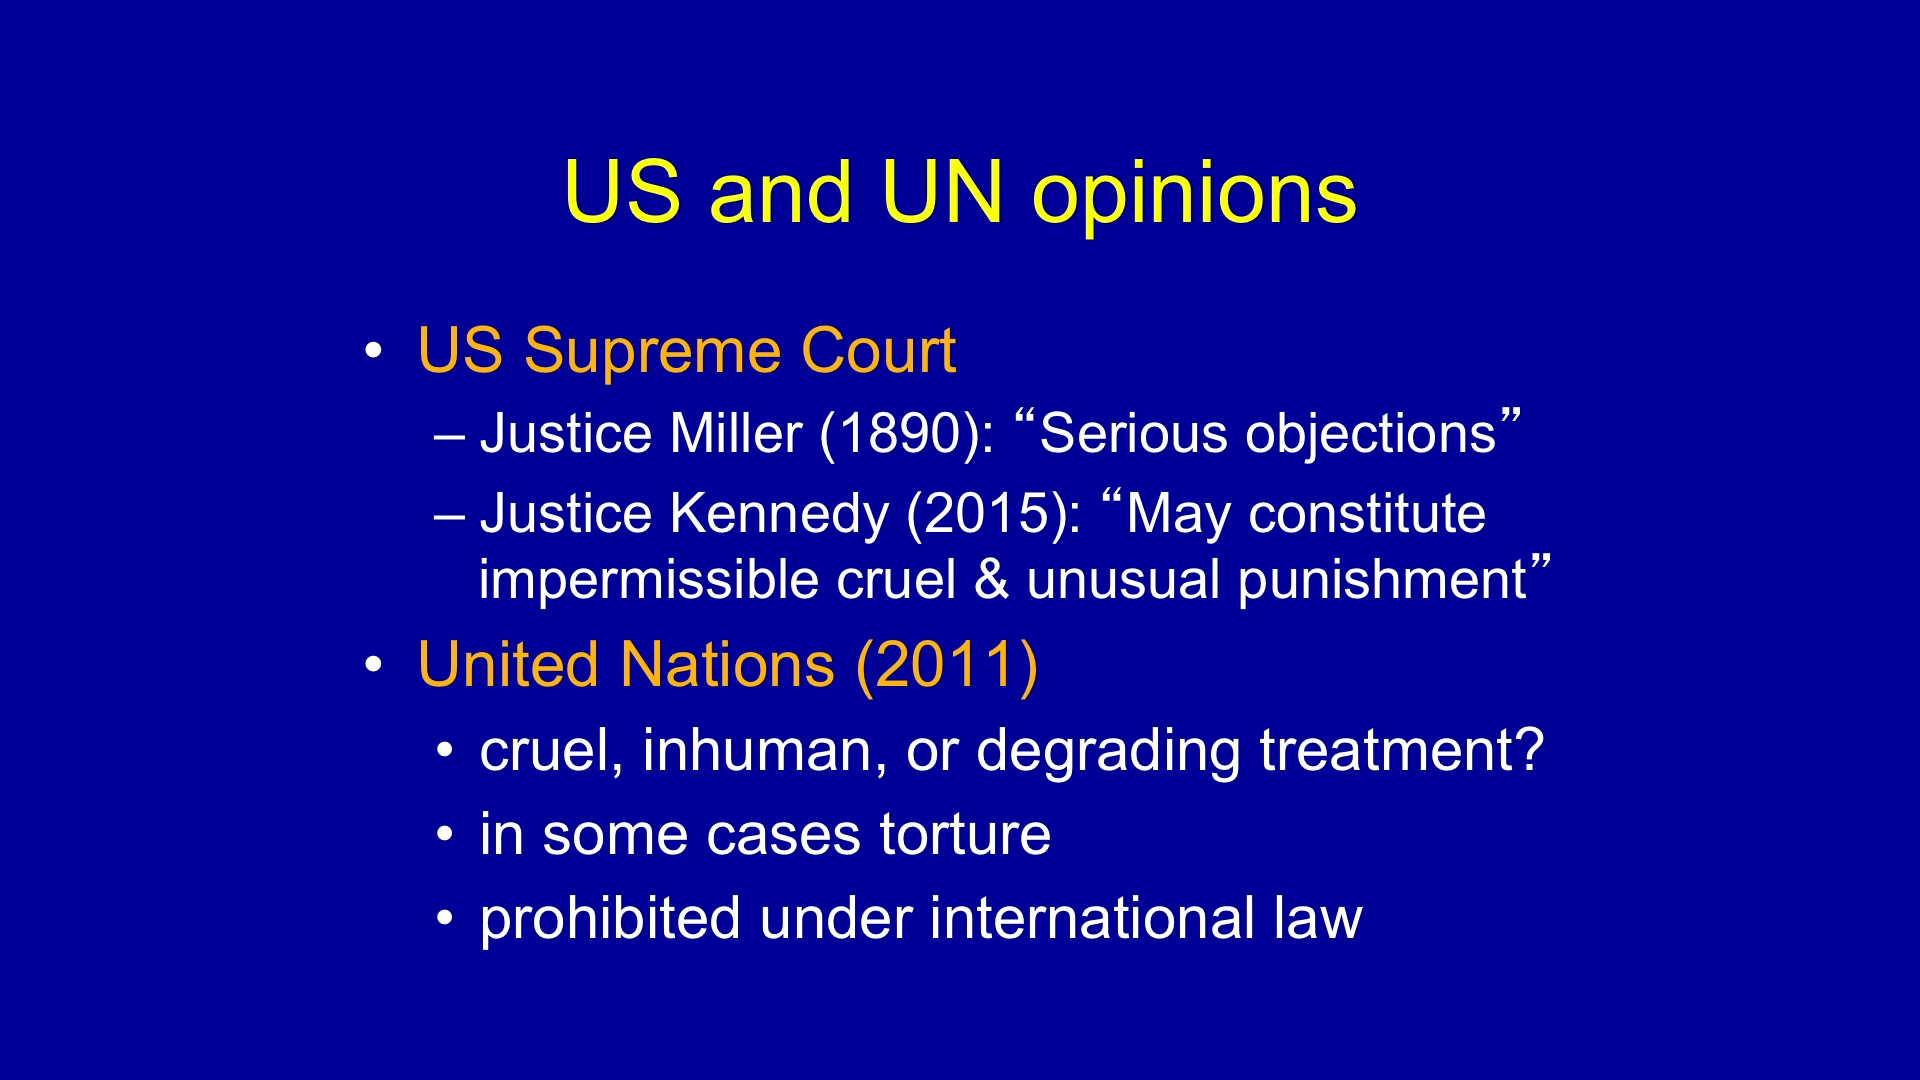 US and UN opinions
• US Supreme Court
– Justice Miller (1890): “Serious objections”
– Justice Kennedy (2015): “May constitute
impermissible cruel & unusual punishment”
• United Nations (2011)
• cruel, inhuman, or degrading treatment?
• in some cases torture
• prohibited under international law